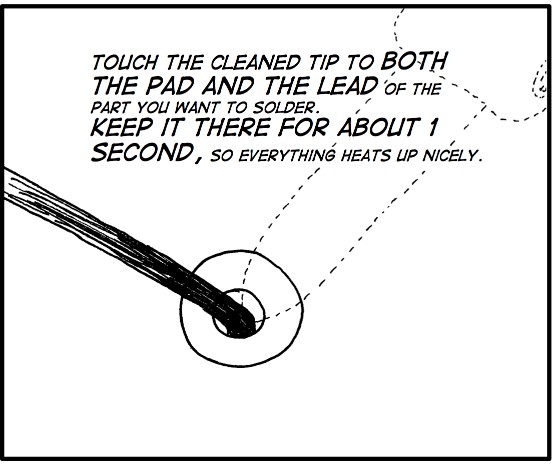 TOUCH THE CLEANED TIP TO BOTH
THE PAD AND THE LEAD OF THE
PART YOU WANT TO SOLDER.
KEEP IT THERE FOR ABOUT 1
SECOND, SO EVERYTHING HEATS UP NICELY.